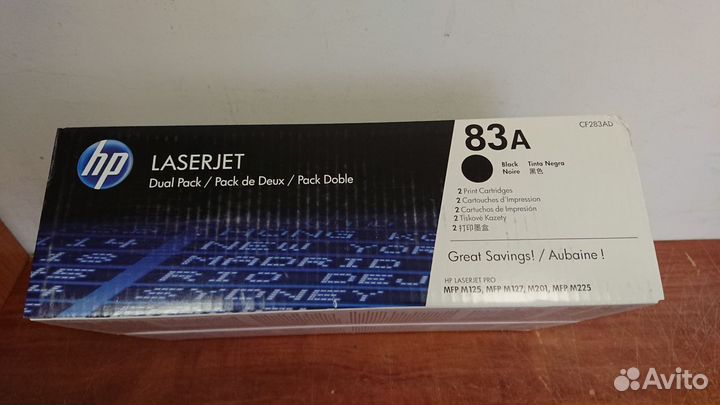 83A
CF283AD
hp
LASERJET
Dual Pack / Pack de Deux / Pack Doble
Black Tinta Negra
Noire 黑色
2 Print Cartridges
2 Cartouches d'Impression
2 Cartuchos de Impresión
2 Tiskové Kazety
2 打印墨盒
Great Savings! / Aubaine !
HP LASERJET PRO
MFP M125, MFP M127, M201, MFP M225
NEW YORK
Avito